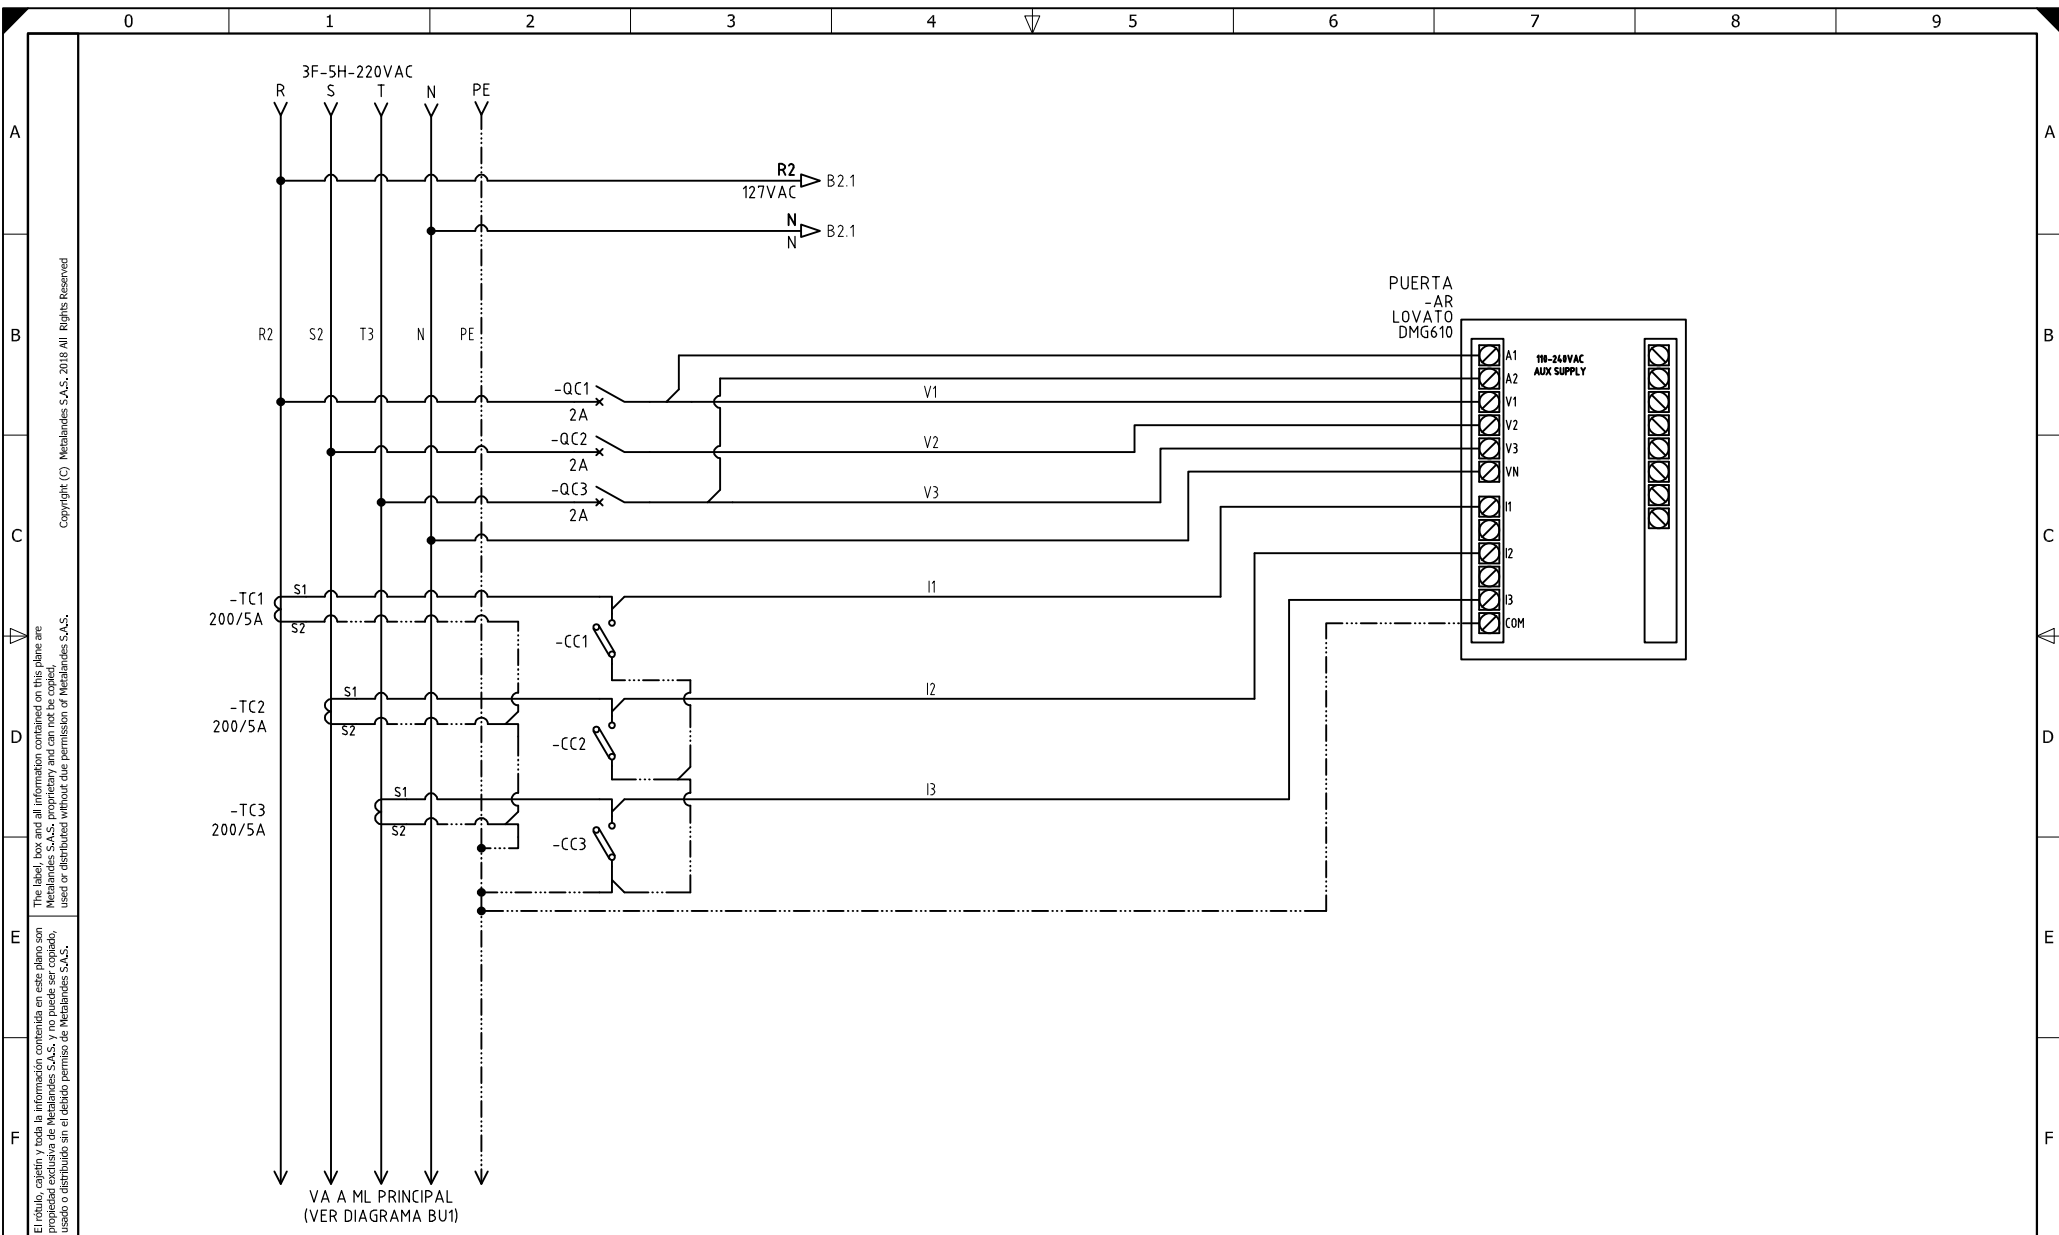 0 1 2 3 4 5 6 7 8 9
3F-5H-220VAC
R S T N PE
A A
R2
127VAC B2.1
N
N B2.1
B B
PUERTA
-AR
LOVATO
DMG610
R2 S2 T3 N PE
A1
110-240VAC
AUX SUPPLY
A2
V1
V2
V3
VN
I1
I2
I3
COM
-QC1
2A
V1
-QC2
2A
V2
-QC3
2A
V3
C C
-TC1
200/5A
S1
S2
-CC1
I1
-TC2
200/5A
S1
S2
-CC2
I2
D D
-TC3
200/5A
S1
S2
-CC3
I3
E E
F F
VA A ML PRINCIPAL
(VER DIAGRAMA BU1)
Copyright (C) Metalandes S.A.S. 2018 All Rights Reserved
The label, box and all information contained on this plane are
Metalandes S.A.S. proprietary and can not be copied,
used or distributed without due permission of Metalandes S.A.S.
El rótulo, cajetín y toda la información contenida en este plano son
propiedad exclusiva de Metalandes S.A.S. y no puede ser copiado,
usado o distribuido sin el debido permiso de Metalandes S.A.S.